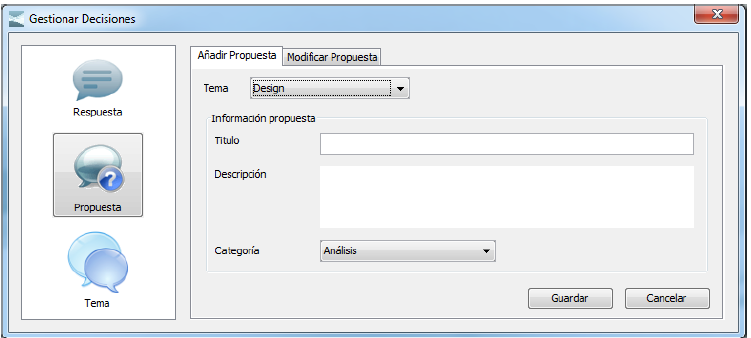 Gestionar Decisiones
Respuesta
Propuesta
Tema
Añadir Propuesta
Modificar Propuesta
Tema
Design
Información propuesta
Titulo
Descripción
Categoría
Análisis
Guardar
Cancelar